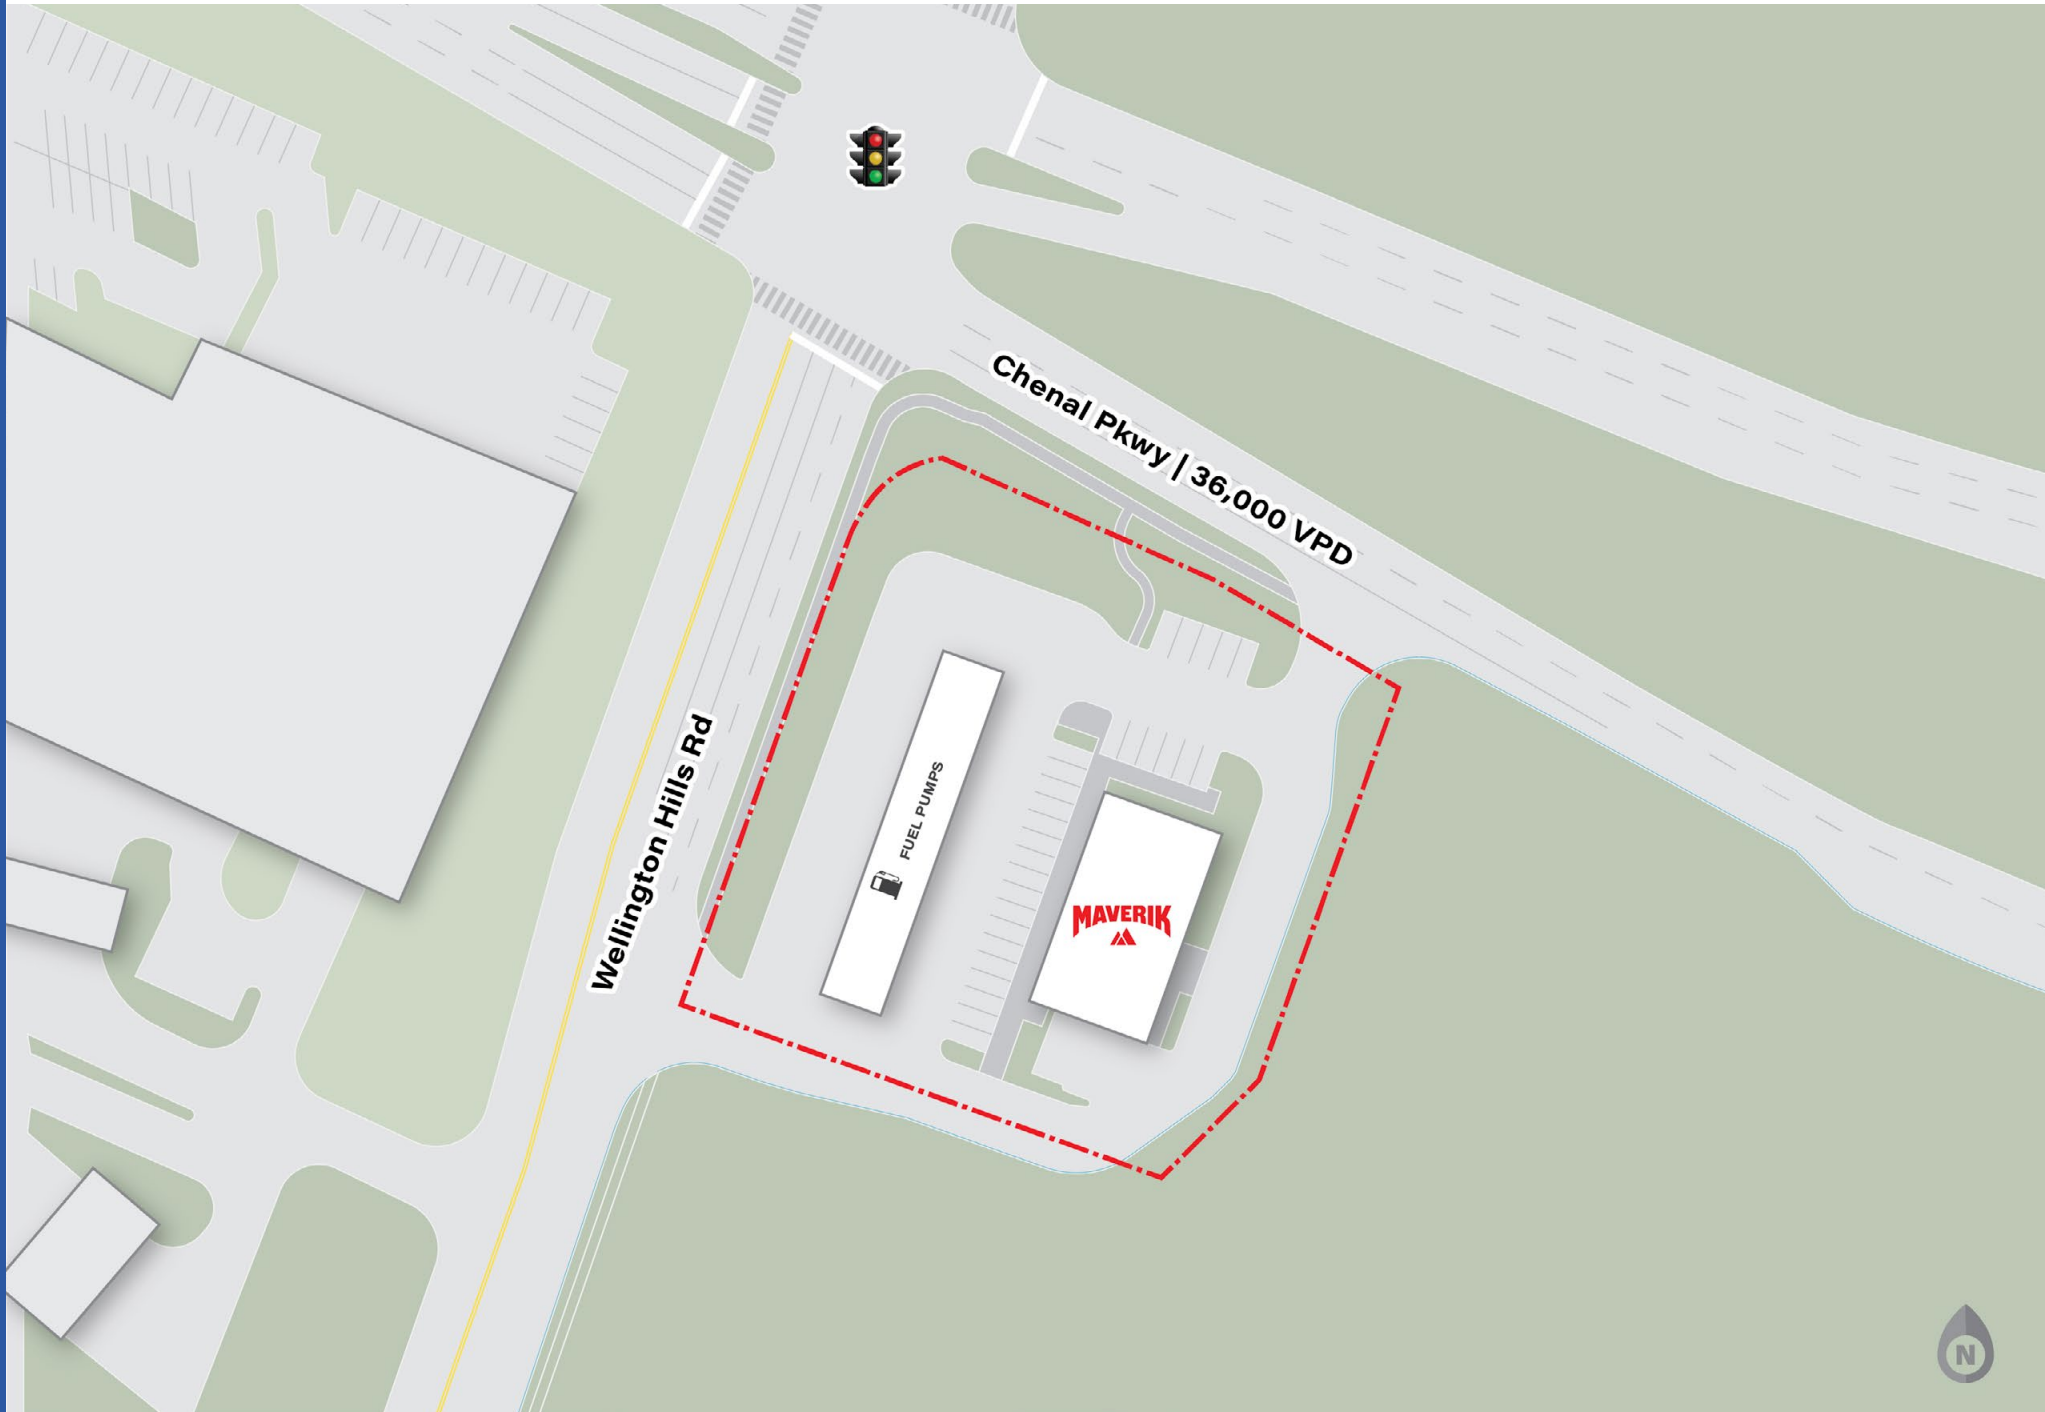 Chenal Pkwy | 36,000 VPD
Wellington Hills Rd
FUEL PUMPS
MAVERIK
N